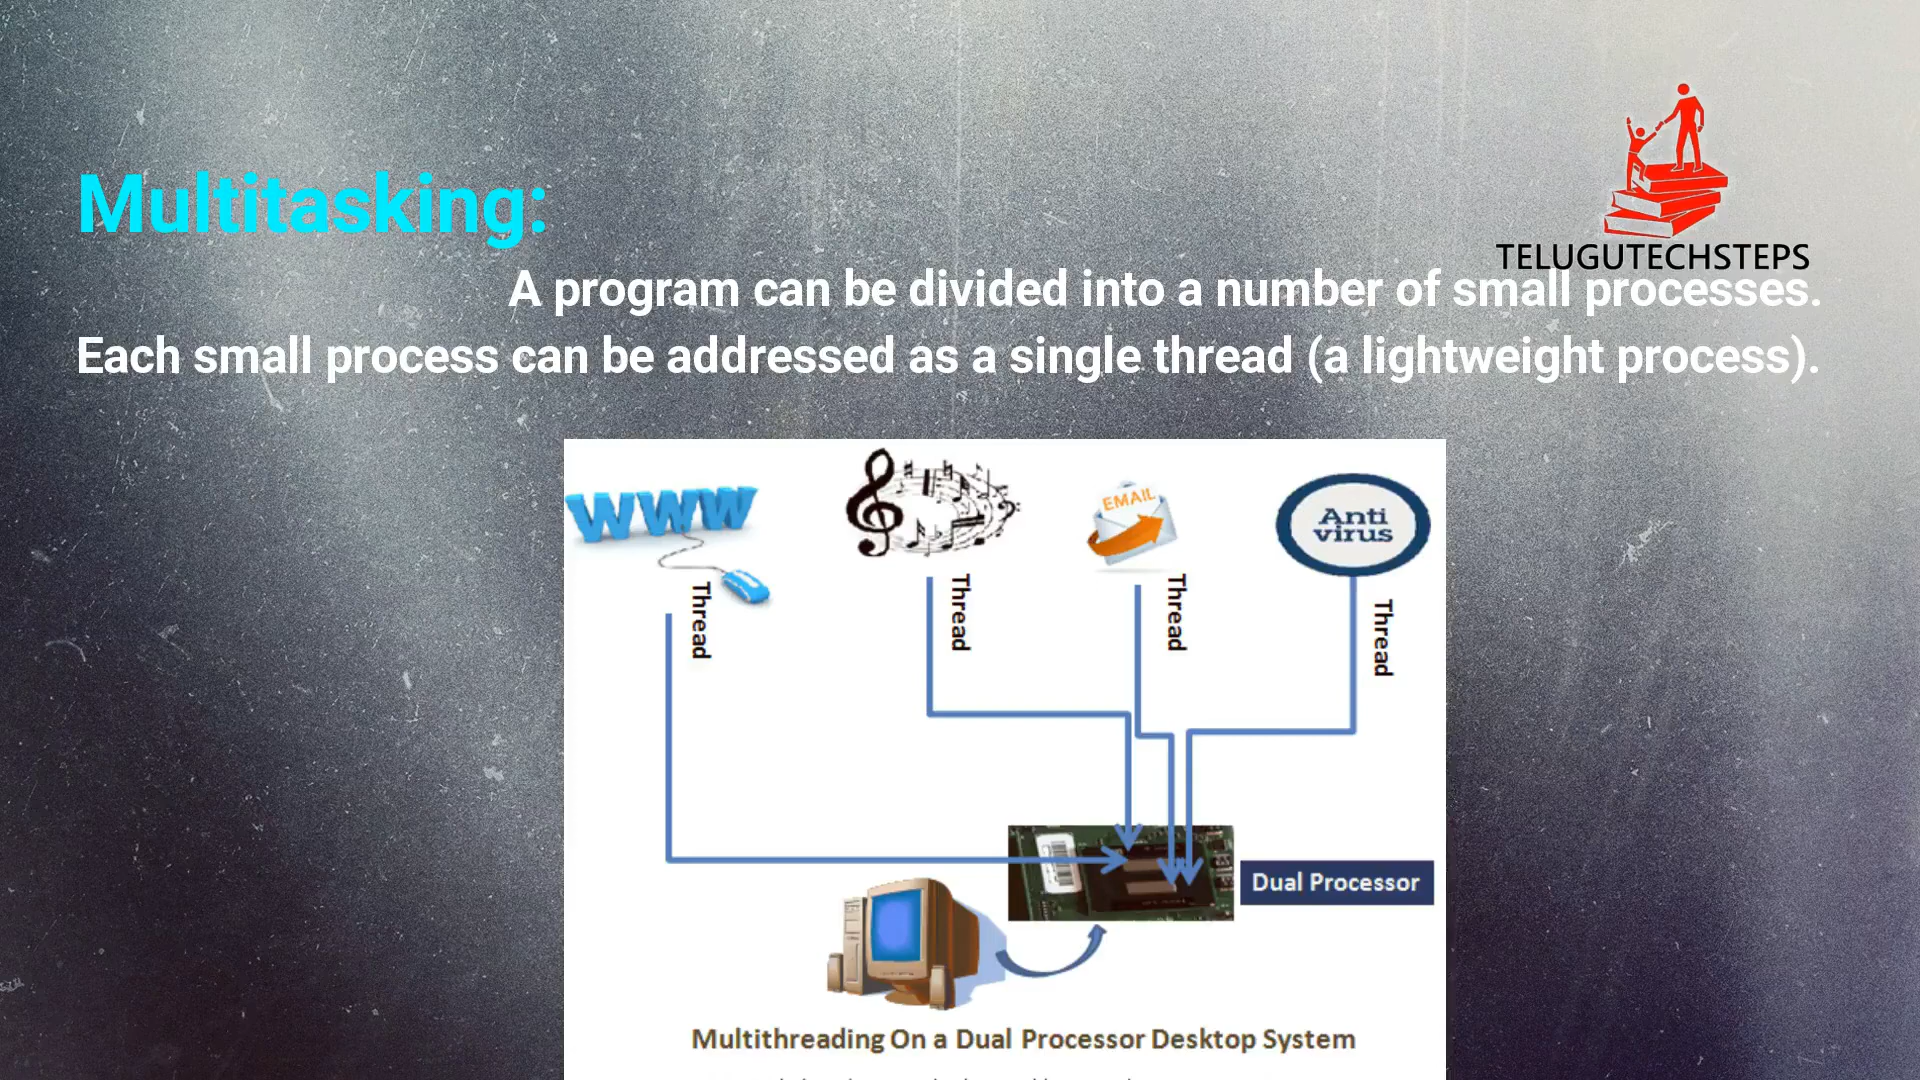 TELUGUTECHSTEPS
Multitasking:
A program can be divided into a number of small processes.
Each small process can be addressed as a single thread (a lightweight process).
WWW
EMAIL
Anti
virus
Thread
Thread
Thread
Thread
Dual Processor
Multithreading On a Dual Processor Desktop System